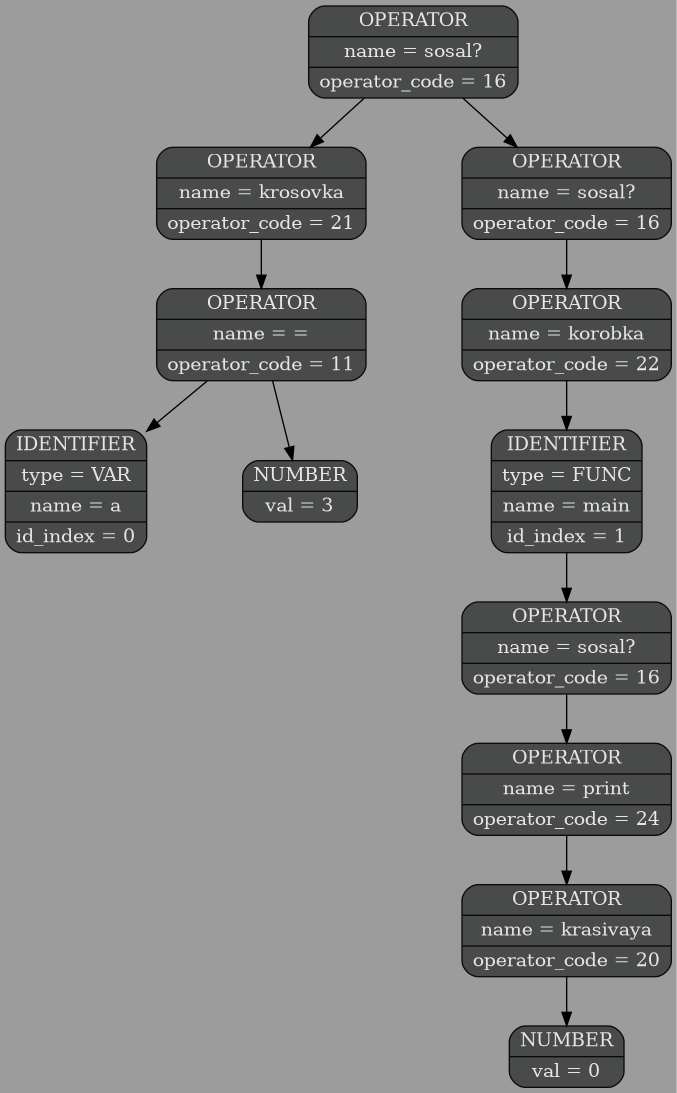 OPERATOR
name = sosal?
operator_code = 16
OPERATOR
name = krosovka
operator_code = 21
OPERATOR
name = sosal?
operator_code = 16
OPERATOR
name = =
operator_code = 11
OPERATOR
name = korobka
operator_code = 22
IDENTIFIER
type = VAR
name = a
id_index = 0
NUMBER
val = 3
IDENTIFIER
type = FUNC
name = main
id_index = 1
OPERATOR
name = sosal?
operator_code = 16
OPERATOR
name = print
operator_code = 24
OPERATOR
name = krasivaya
operator_code = 20
NUMBER
val = 0